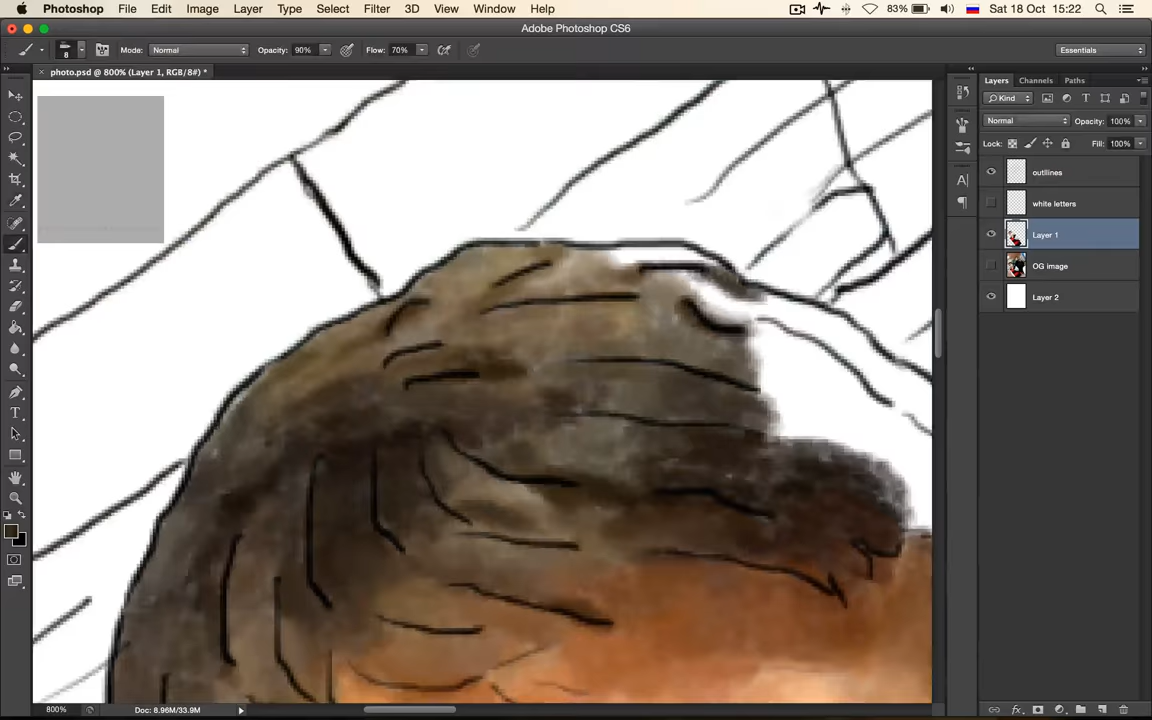 Photoshop File Edit Image Layer Type Select Filter 3D View Window Help 83% Sat 18 Oct 15:22
Adobe Photoshop CS6
8 Mode: Normal Opacity: 90% Flow: 70% Essentials
× photo.psd @ 800% (Layer 1, RGB/8#) *
Layers Channels Paths
Kind
Normal Opacity: 100%
Lock: Fill: 100%
outlines
white letters
Layer 1
OG image
Layer 2
800% Doc: 8.96M/33.9M